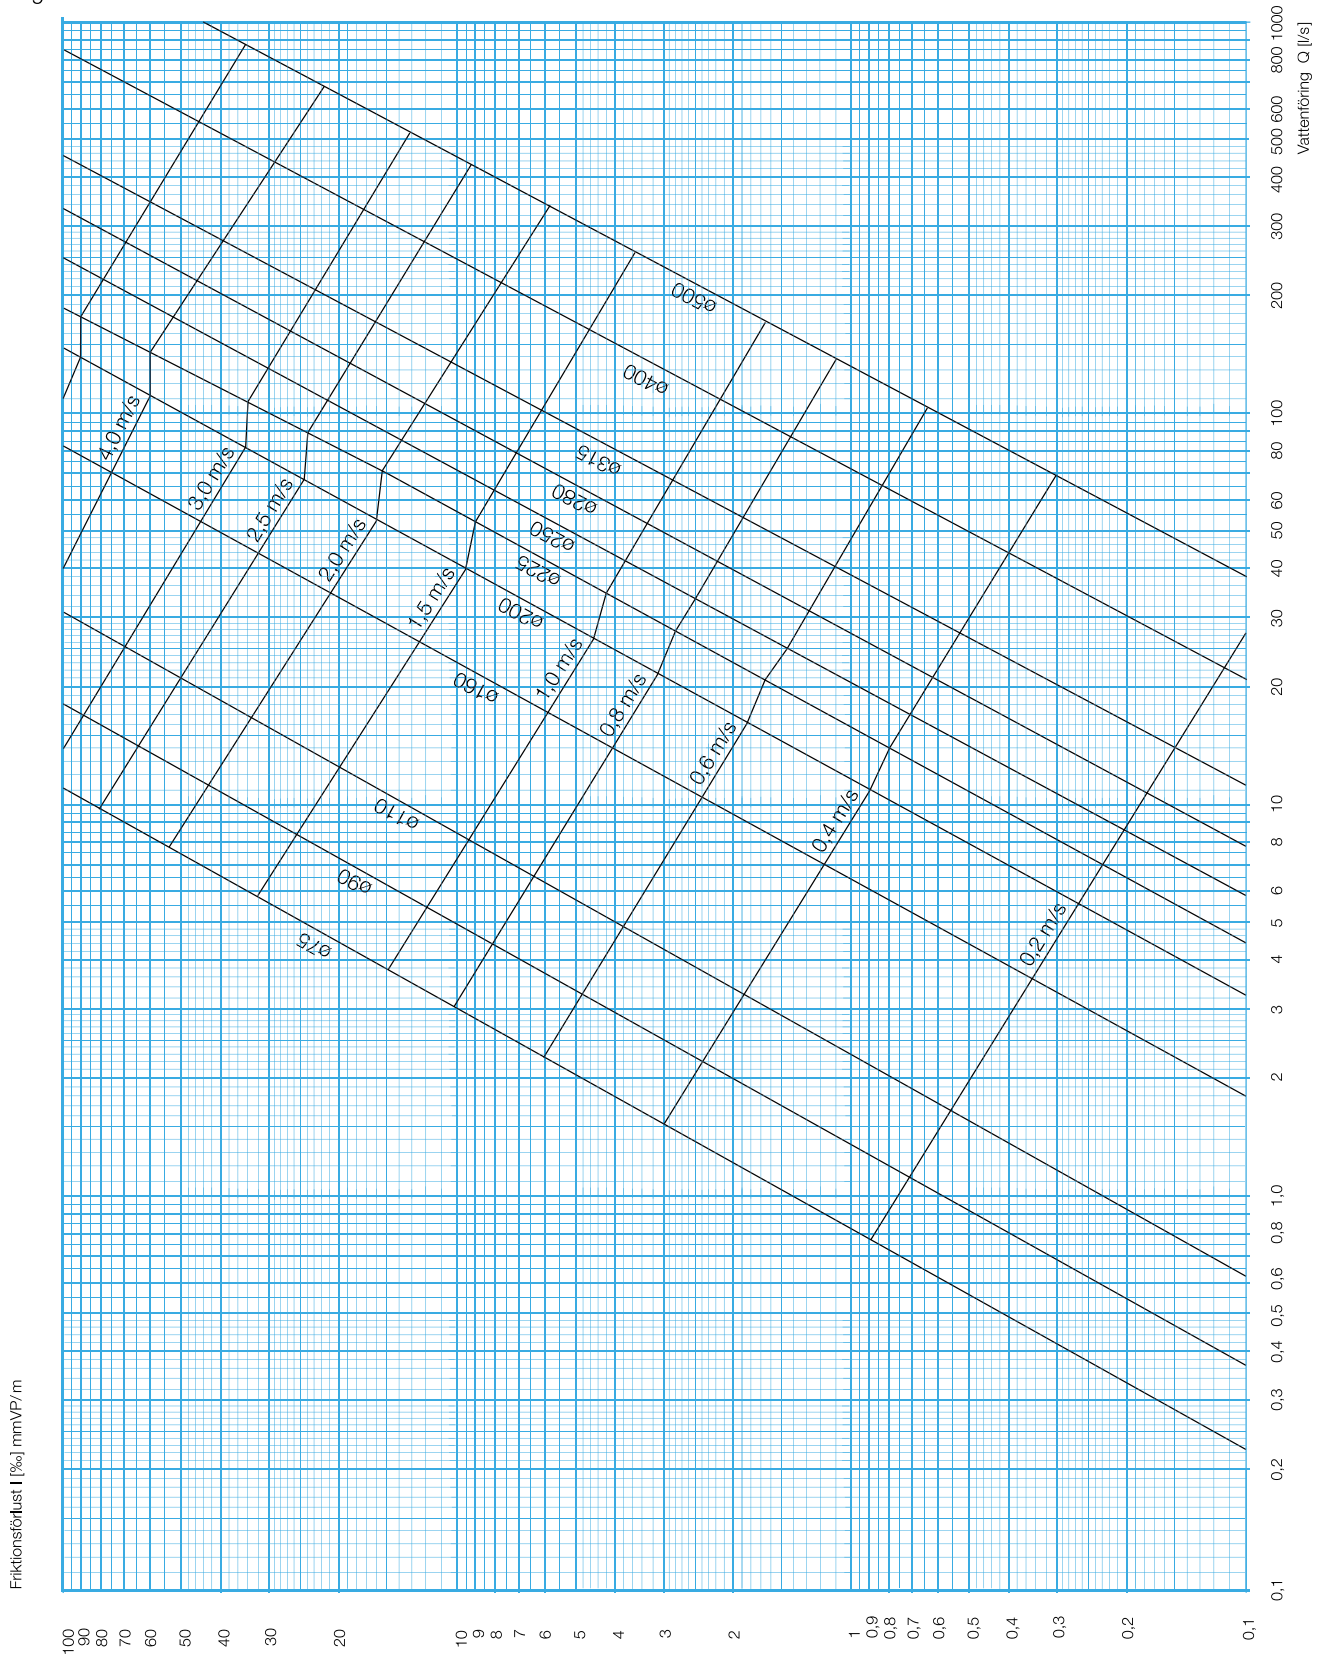 Friktionsförlust I [‰] mmVP/m
100
90
80
70
60
50
40
30
20
10
9
8
7
6
5
4
3
2
1
0,9
0,8
0,7
0,6
0,5
0,4
0,3
0,2
0,1
Vattenföring Q [l/s]
1000
800
600
500
400
300
200
100
80
60
50
40
30
20
10
8
6
5
4
3
2
1,0
0,8
0,6
0,5
0,4
0,3
0,2
0,1
4,0 m/s
3,0 m/s
2,5 m/s
2,0 m/s
1,5 m/s
1,0 m/s
0,8 m/s
0,6 m/s
0,4 m/s
0,2 m/s
ø500
ø400
ø315
ø280
ø250
ø225
ø200
ø160
ø110
ø90
ø75